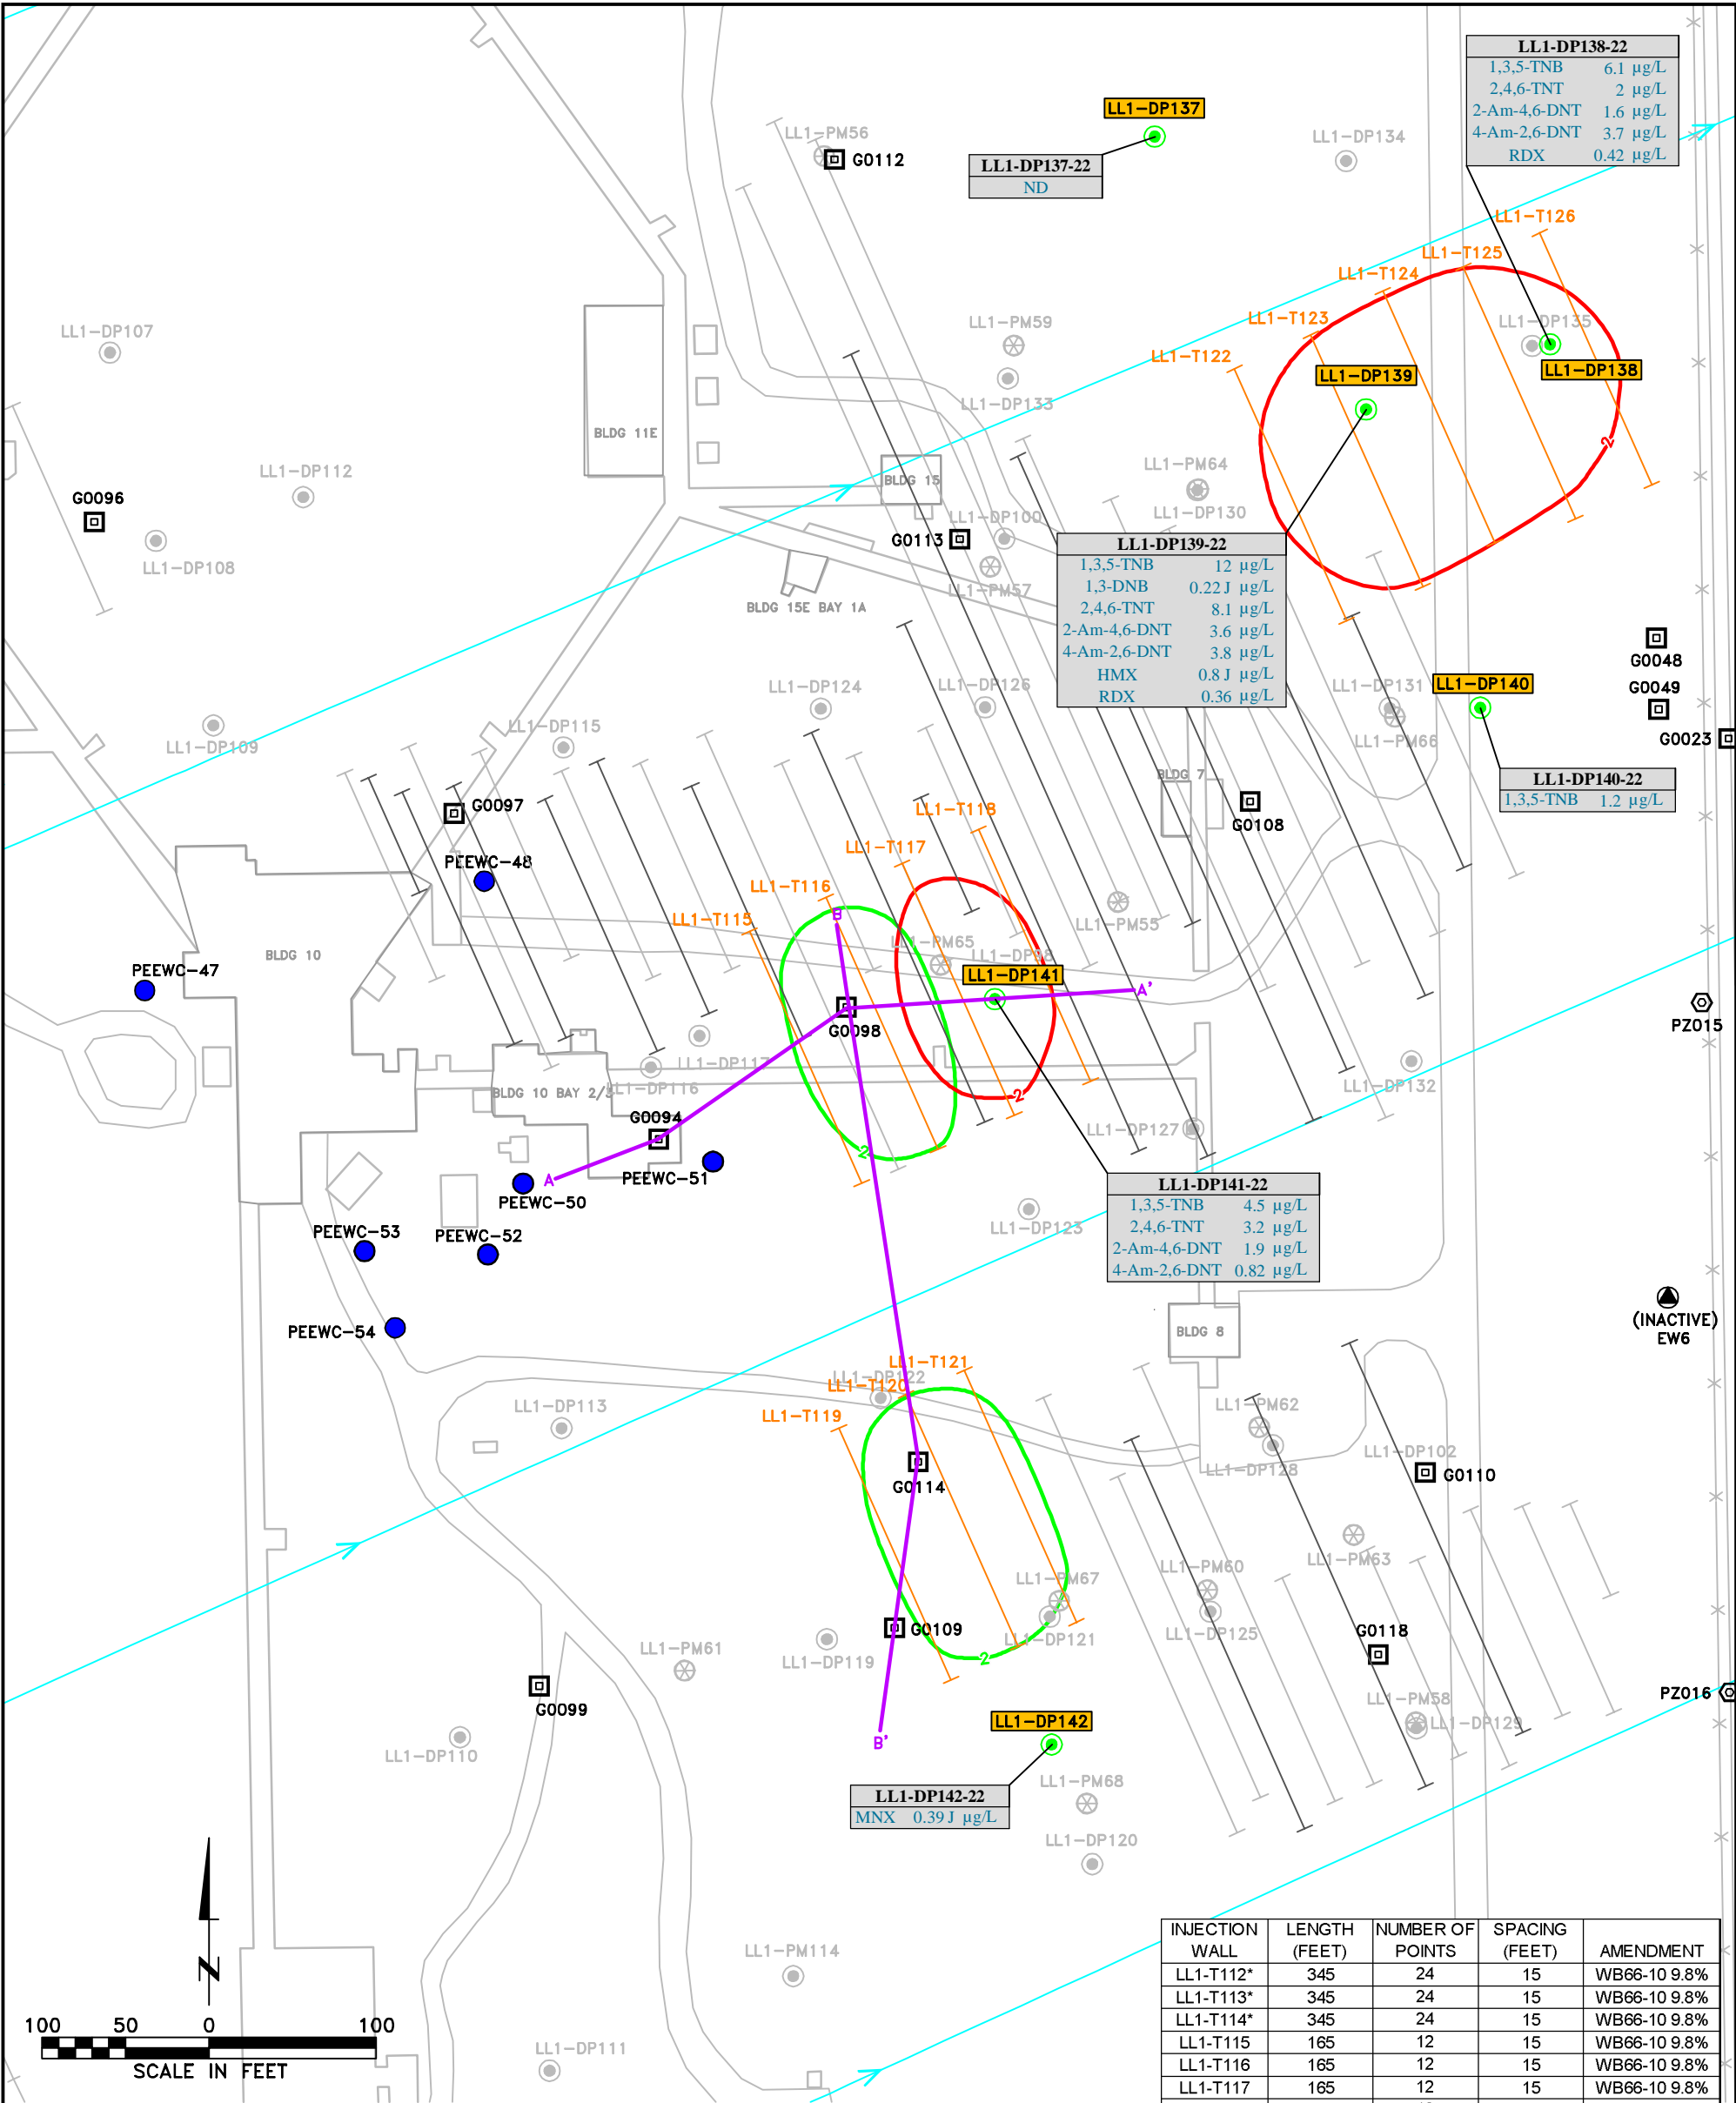 LL1-DP138-22
1,3,5-TNB 6.1 µg/L
2,4,6-TNT 2 µg/L
2-Am-4,6-DNT 1.6 µg/L
4-Am-2,6-DNT 3.7 µg/L
RDX 0.42 µg/L
LL1-DP137
LL1-PM56
G0112
LL1-DP134
LL1-DP137-22
ND
LL1-T126
LL1-T125
LL1-T124
LL1-T123
LL1-T122
LL1-DP107
LL1-PM59
LL1-DP135
LL1-DP138
LL1-DP139
LL1-DP133
BLDG 11E
2
LL1-DP112
LL1-PM64
BLDG 15
G0096
LL1-DP130
LL1-DP100
G0113
LL1-DP108
LL1-PM57
BLDG 15E BAY 1A
LL1-DP139-22
1,3,5-TNB 12 µg/L
1,3-DNB 0.22 J µg/L
2,4,6-TNT 8.1 µg/L
2-Am-4,6-DNT 3.6 µg/L
4-Am-2,6-DNT 3.8 µg/L
HMX 0.8 J µg/L
RDX 0.36 µg/L
G0048
G0049
G0023
LL1-DP140
LL1-DP131
LL1-PM66
LL1-DP124
LL1-DP126
LL1-DP115
LL1-DP109
LL1-DP140-22
1,3,5-TNB 1.2 µg/L
BLDG 7
G0108
G0097
LL1-T118
LL1-T117
LL1-T116
LL1-T115
PEEWC-48
B
LL1-PM55
LL1-PM65
LL1-DP98
BLDG 10
PEEWC-47
LL1-DP141
A'
G0098
PZ015
LL1-DP117
LL1-DP116
BLDG 10 BAY 2/3
LL1-DP132
2
G0094
LL1-DP127
2
PEEWC-51
A
PEEWC-50
LL1-DP141-22
1,3,5-TNB 4.5 µg/L
2,4,6-TNT 3.2 µg/L
2-Am-4,6-DNT 1.9 µg/L
4-Am-2,6-DNT 0.82 µg/L
LL1-DP123
PEEWC-53
PEEWC-52
PEEWC-54
BLDG 8
(INACTIVE)
EW6
LL1-T121
LL1-DP122
LL1-T120
LL1-T119
LL1-DP113
LL1-PM62
LL1-DP102
LL1-DP128
G0110
G0114
LL1-PM63
LL1-PM60
LL1-PM67
LL1-DP125
LL1-DP121
G0109
G0118
LL1-PM61
LL1-DP119
2
G0099
PZ016
LL1-PM58
LL1-DP129
LL1-DP142
B'
LL1-DP110
LL1-PM68
LL1-DP142-22
MNX 0.39 J µg/L
LL1-DP120
LL1-PM114
N
100 50 0 100
SCALE IN FEET
LL1-DP111
INJECTION WALL LENGTH (FEET) NUMBER OF POINTS SPACING (FEET) AMENDMENT
LL1-T112* 345 24 15 WB66-10 9.8%
LL1-T113* 345 24 15 WB66-10 9.8%
LL1-T114* 345 24 15 WB66-10 9.8%
LL1-T115 165 12 15 WB66-10 9.8%
LL1-T116 165 12 15 WB66-10 9.8%
LL1-T117 165 12 15 WB66-10 9.8%